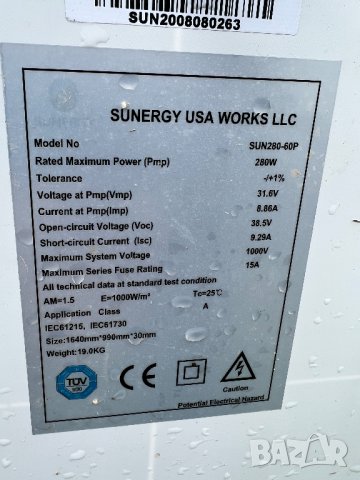 SUN2008080263
SUNERGY USA WORKS LLC
Model No SUN280-60P
Rated Maximum Power (Pmp) 280W
Tolerance -/+1%
Voltage at Pmp(Vmp) 31.6V
Current at Pmp(Imp) 8.86A
Open-circuit Voltage (Voc) 38.5V
Short-circuit Current (Isc) 9.29A
Maximum System Voltage 1000V
Maximum Series Fuse Rating 15A
All technical data at standard test condition
AM=1.5 E=1000W/m² Tc=25℃
Application Class A
IEC61215, IEC61730
Size:1640mm*990mm*30mm
Weight:19.0KG
TÜV
CE
Caution
Potential Electrical Hazard
BAZAR